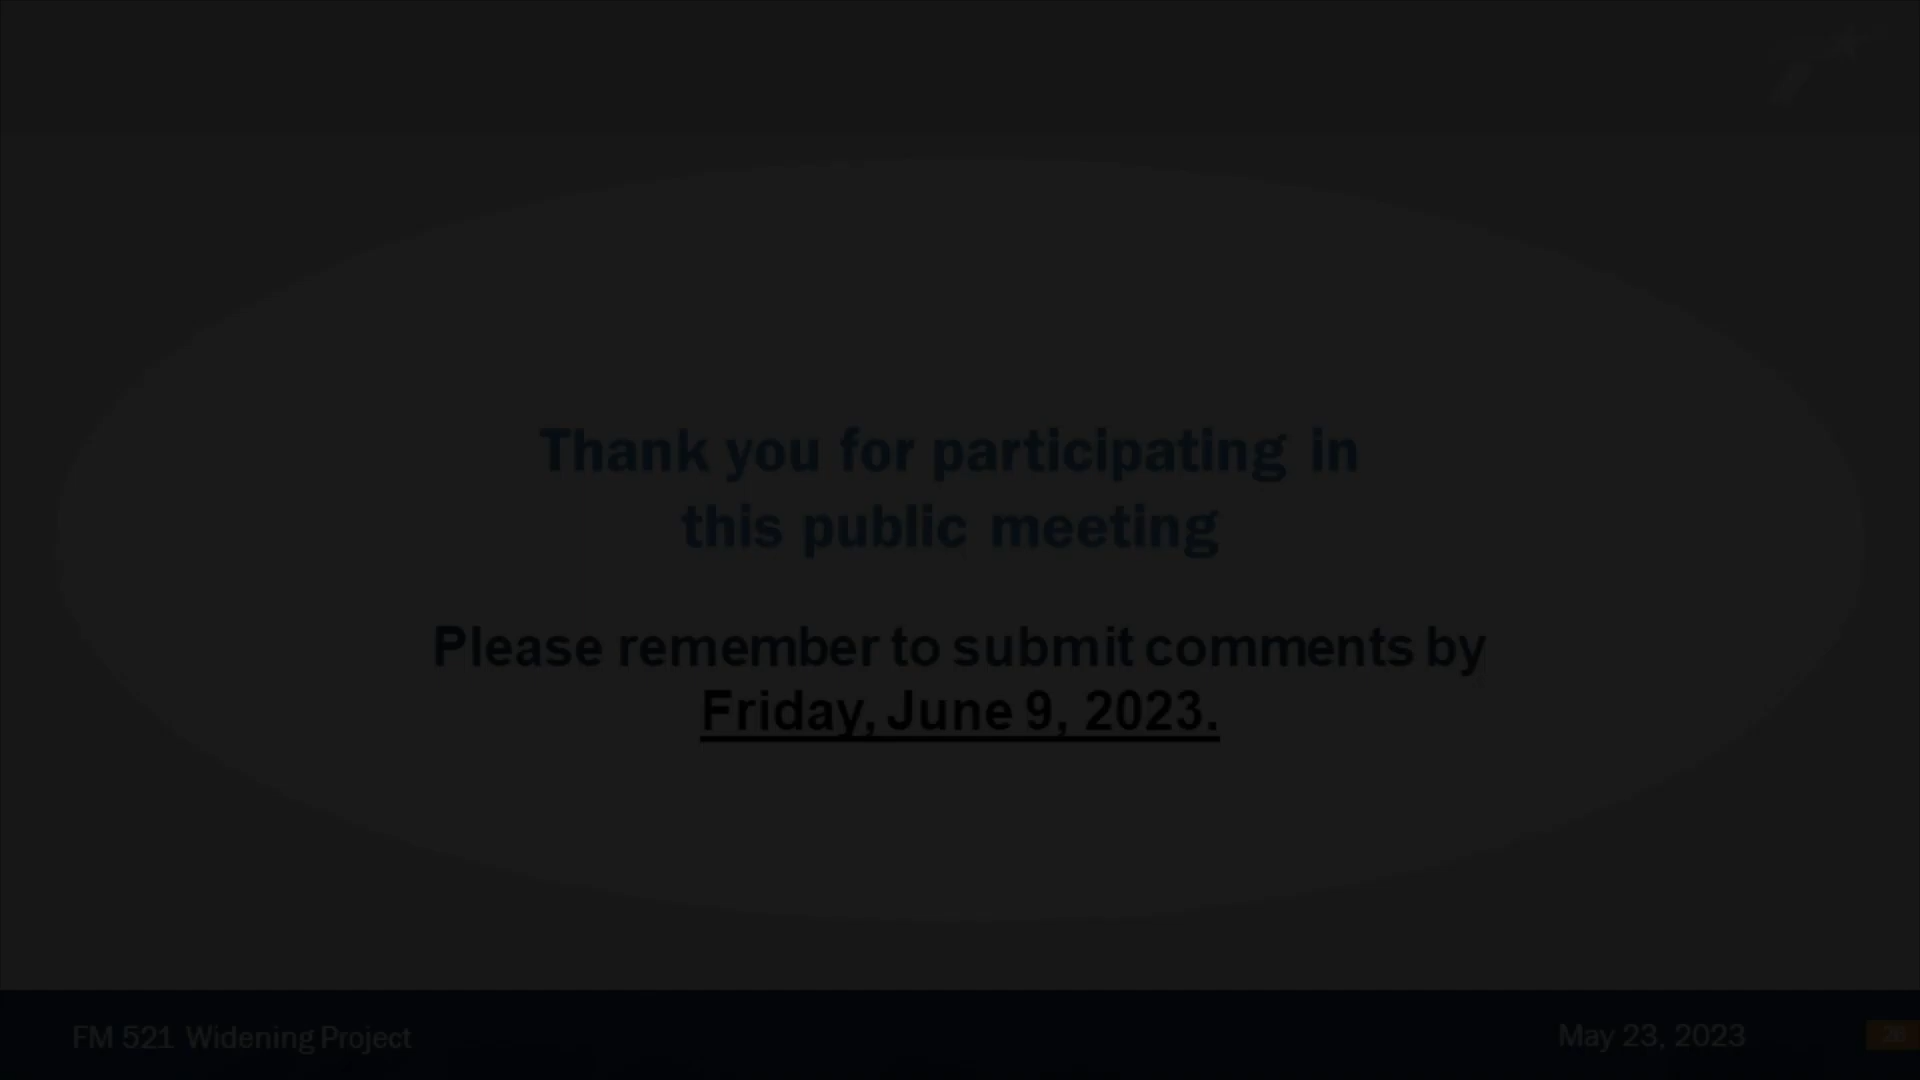 Thank you for participating in
this public meeting
Please remember to submit comments by
Friday, June 9, 2023.
FM 521 Widening Project
May 23, 2023